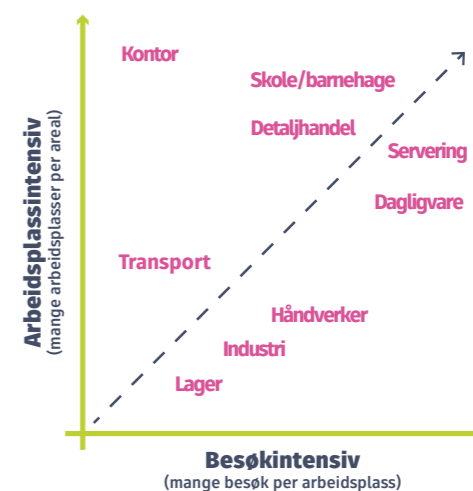 Kontor
Skole/barnehage
Detaljhandel
Servering
Dagligvare
Transport
Håndverker
Industri
Lager
Arbeidsplassintensiv
(mange arbeidsplasser per areal)
Besøkintensiv
(mange besøk per arbeidsplass)